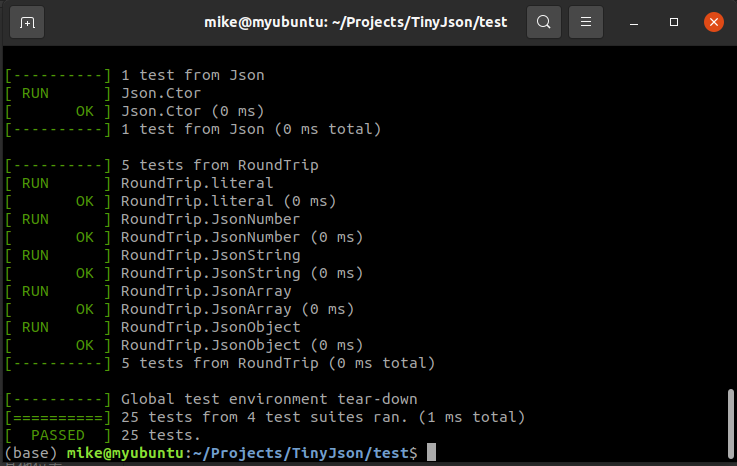 mike@myubuntu: ~/Projects/TinyJson/test
[----------] 1 test from Json
[ RUN      ] Json.Ctor
[       OK ] Json.Ctor (0 ms)
[----------] 1 test from Json (0 ms total)
[----------] 5 tests from RoundTrip
[ RUN      ] RoundTrip.literal
[       OK ] RoundTrip.literal (0 ms)
[ RUN      ] RoundTrip.JsonNumber
[       OK ] RoundTrip.JsonNumber (0 ms)
[ RUN      ] RoundTrip.JsonString
[       OK ] RoundTrip.JsonString (0 ms)
[ RUN      ] RoundTrip.JsonArray
[       OK ] RoundTrip.JsonArray (0 ms)
[ RUN      ] RoundTrip.JsonObject
[       OK ] RoundTrip.JsonObject (0 ms)
[----------] 5 tests from RoundTrip (0 ms total)
[----------] Global test environment tear-down
[==========] 25 tests from 4 test suites ran. (1 ms total)
[  PASSED  ] 25 tests.
(base) mike@myubuntu:~/Projects/TinyJson/test$